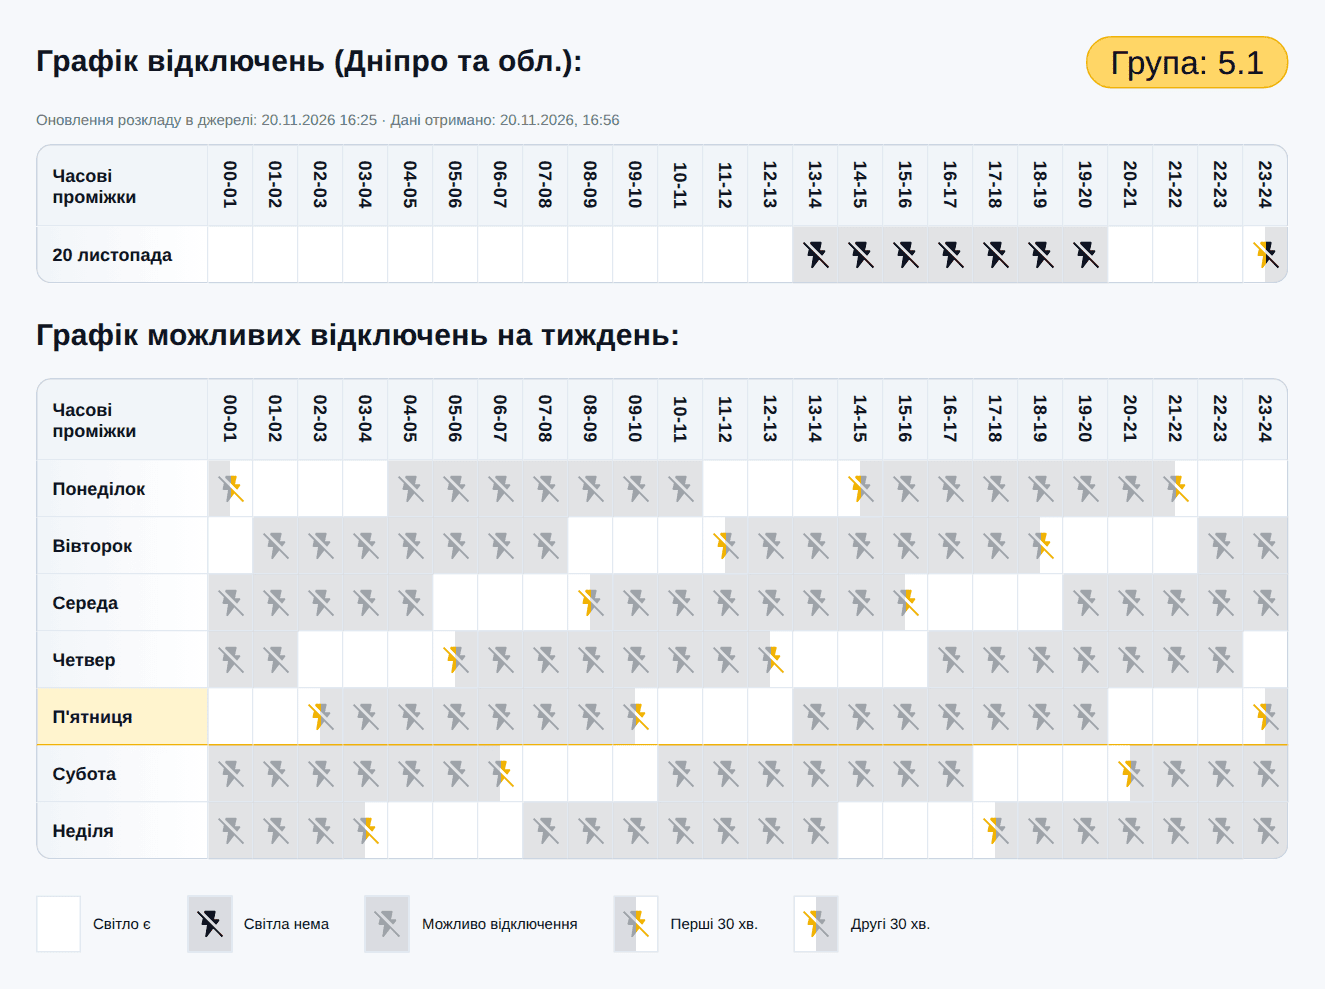 Графік відключень (Дніпро та обл.):
Група: 5.1
Оновлення розкладу в джерелі: 20.11.2026 16:25 · Дані отримано: 20.11.2026, 16:56
Часові проміжки 00-01 01-02 02-03 03-04 04-05 05-06 06-07 07-08 08-09 09-10 10-11 11-12 12-13 13-14 14-15 15-16 16-17 17-18 18-19 19-20 20-21 21-22 22-23 23-24
20 листопада
Графік можливих відключень на тиждень:
Часові проміжки 00-01 01-02 02-03 03-04 04-05 05-06 06-07 07-08 08-09 09-10 10-11 11-12 12-13 13-14 14-15 15-16 16-17 17-18 18-19 19-20 20-21 21-22 22-23 23-24
Понеділок
Вівторок
Середа
Четвер
П'ятниця
Субота
Неділя
Світло є
Світла нема
Можливо відключення
Перші 30 хв.
Другі 30 хв.